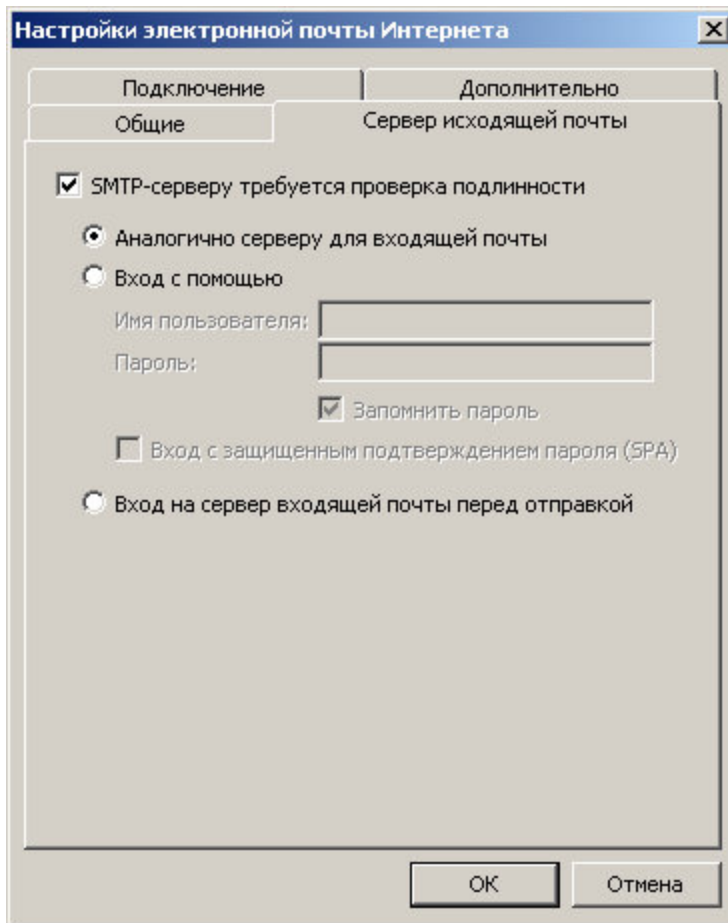 Настройки электронной почты Интернета
Подключение
Дополнительно
Общие
Сервер исходящей почты
SMTP-серверу требуется проверка подлинности
Аналогично серверу для входящей почты
Вход с помощью
Имя пользователя:
Пароль:
Запомнить пароль
Вход с защищенным подтверждением пароля (SPA)
Вход на сервер входящей почты перед отправкой
ОК
Отмена